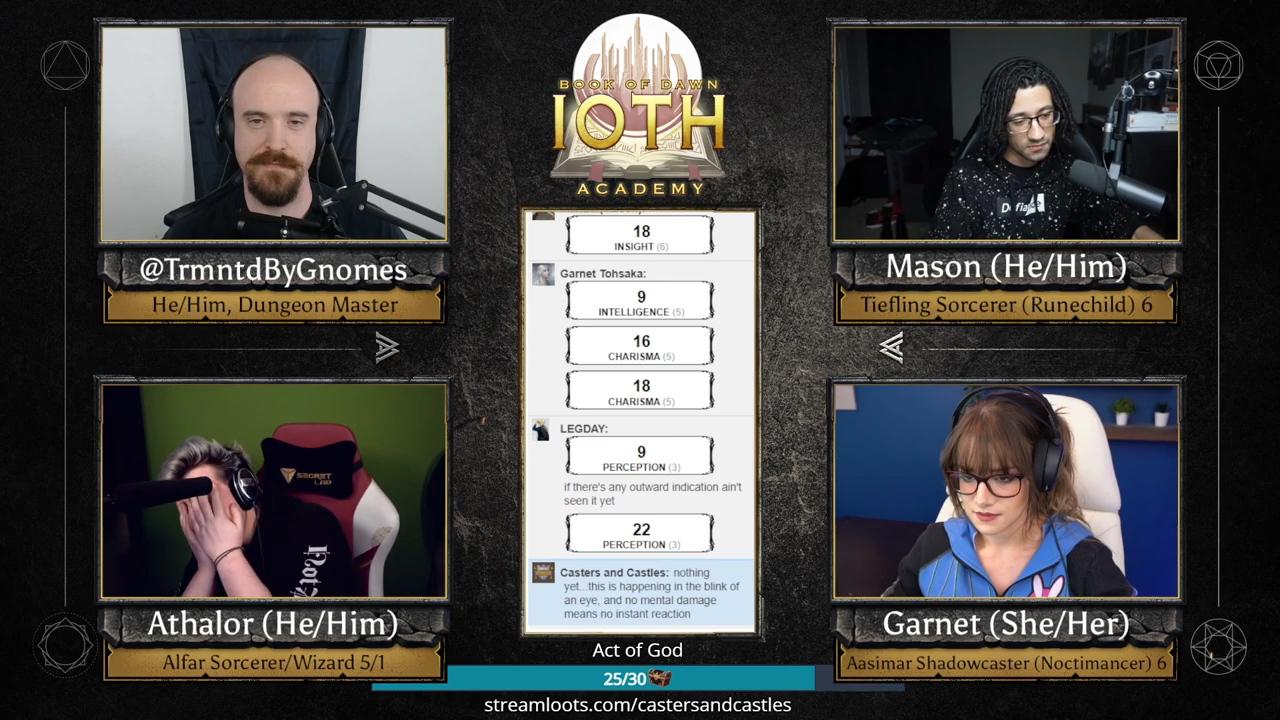 BOOK OF DAWN
IOTH
ACADEMY
@TrmntdByGnomes
He/Him, Dungeon Master
Mason (He/Him)
Tiefling Sorcerer (Runechild) 6
18
INSIGHT (6)
Garnet Tohsaka:
9
INTELLIGENCE (5)
16
CHARISMA (5)
18
CHARISMA (5)
LEGDAY:
9
PERCEPTION (3)
if there's any outward indication ain't
seen it yet
22
PERCEPTION (3)
Casters and Castles: nothing
yet...this is happening in the blink of
an eye, and no mental damage
means no instant reaction
SECRET
LAB
Athalor (He/Him)
Alfar Sorcerer/Wizard 5/1
Garnet (She/Her)
Aasimar Shadowcaster (Noctimancer) 6
Act of God
25/30
streamloots.com/castersandcastles